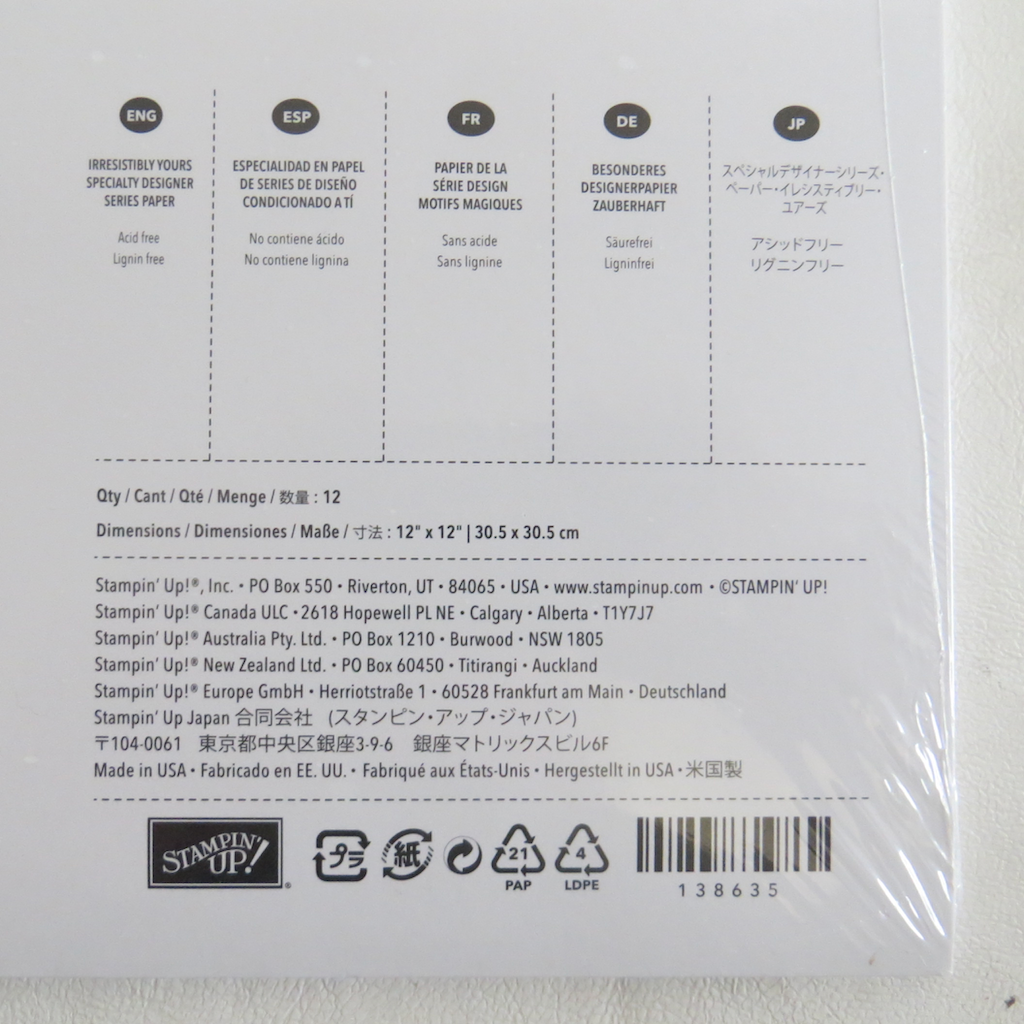 ENG
IRRESISTIBLY YOURS
SPECIALTY DESIGNER
SERIES PAPER
Acid free
Lignin free
ESP
ESPECIALIDAD EN PAPEL
DE SERIES DE DISEÑO
CONDICIONADO A TÍ
No contiene ácido
No contiene lignina
FR
PAPIER DE LA
SÉRIE DESIGN
MOTIFS MAGIQUES
Sans acide
Sans lignine
DE
BESONDERES
DESIGNERPAPIER
ZAUBERHAFT
Säurefrei
Ligninfrei
JP
スペシャルデザイナーシリーズ・
ペーパー・イレシスティブリー・
ユアーズ
アシッドフリー
リグニンフリー
Qty / Cant / Qté / Menge / 数量 : 12
Dimensions / Dimensiones / Maße / 寸法 : 12" x 12" | 30.5 x 30.5 cm
Stampin' Up!®, Inc. • PO Box 550 • Riverton, UT • 84065 • USA • www.stampinup.com • ©STAMPIN' UP!
Stampin' Up!® Canada ULC • 2618 Hopewell PL NE • Calgary • Alberta • T1Y7J7
Stampin' Up!® Australia Pty. Ltd. • PO Box 1210 • Burwood • NSW 1805
Stampin' Up!® New Zealand Ltd. • PO Box 60450 • Titirangi • Auckland
Stampin' Up!® Europe GmbH • Herriotstraße 1 • 60528 Frankfurt am Main • Deutschland
Stampin' Up Japan 合同会社 (スタンピン・アップ・ジャパン)
〒104-0061 東京都中央区銀座3-9-6 銀座マトリックスビル6F
Made in USA • Fabricado en EE. UU. • Fabriqué aux États-Unis • Hergestellt in USA • 米国製
STAMPIN'
UP!®
プラ
紙
21
PAP
4
LDPE
138635